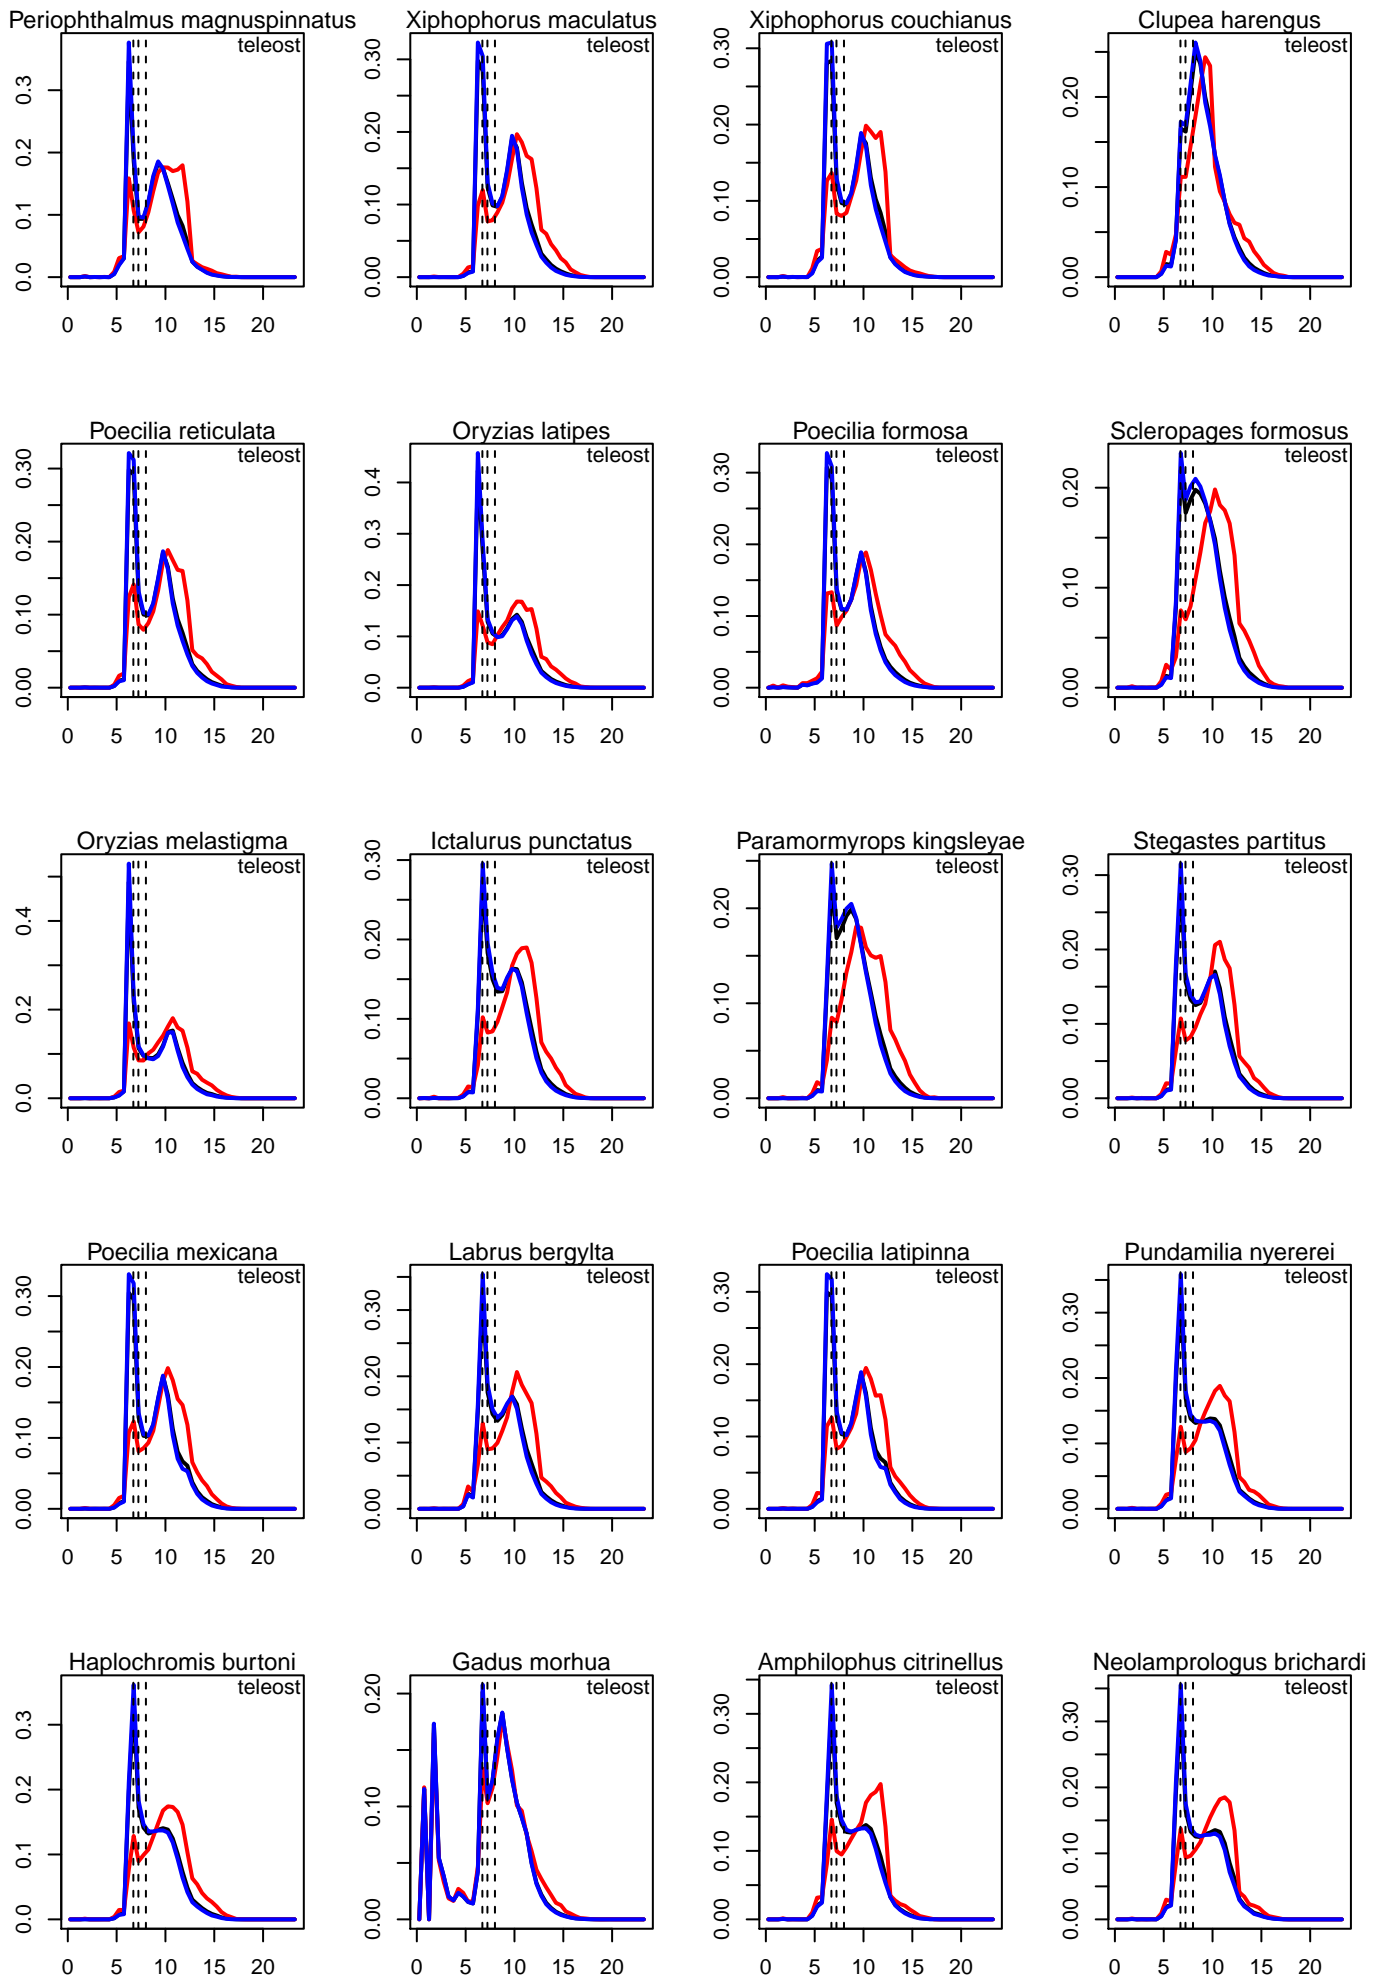 Periophthalmus magnuspinnatus
teleost
0.3
0.2
0.1
0.0
0 5 10 15 20
Xiphophorus maculatus
teleost
0.30
0.20
0.10
0.00
0 5 10 15 20
Xiphophorus couchianus
teleost
0.30
0.20
0.10
0.00
0 5 10 15 20
Clupea harengus
teleost
0.20
0.10
0.00
0 5 10 15 20
Poecilia reticulata
teleost
0.30
0.20
0.10
0.00
0 5 10 15 20
Oryzias latipes
teleost
0.4
0.3
0.2
0.1
0.0
0 5 10 15 20
Poecilia formosa
teleost
0.30
0.20
0.10
0.00
0 5 10 15 20
Scleropages formosus
teleost
0.20
0.10
0.00
0 5 10 15 20
Oryzias melastigma
teleost
0.4
0.2
0.0
0 5 10 15 20
Ictalurus punctatus
teleost
0.30
0.20
0.10
0.00
0 5 10 15 20
Paramormyrops kingsleyae
teleost
0.20
0.10
0.00
0 5 10 15 20
Stegastes partitus
teleost
0.30
0.20
0.10
0.00
0 5 10 15 20
Poecilia mexicana
teleost
0.30
0.20
0.10
0.00
0 5 10 15 20
Labrus bergylta
teleost
0.30
0.20
0.10
0.00
0 5 10 15 20
Poecilia latipinna
teleost
0.30
0.20
0.10
0.00
0 5 10 15 20
Pundamilia nyererei
teleost
0.30
0.20
0.10
0.00
0 5 10 15 20
Haplochromis burtoni
teleost
0.3
0.2
0.1
0.0
0 5 10 15 20
Gadus morhua
teleost
0.20
0.10
0.00
0 5 10 15 20
Amphilophus citrinellus
teleost
0.30
0.20
0.10
0.00
0 5 10 15 20
Neolamprologus brichardi
teleost
0.30
0.20
0.10
0.00
0 5 10 15 20